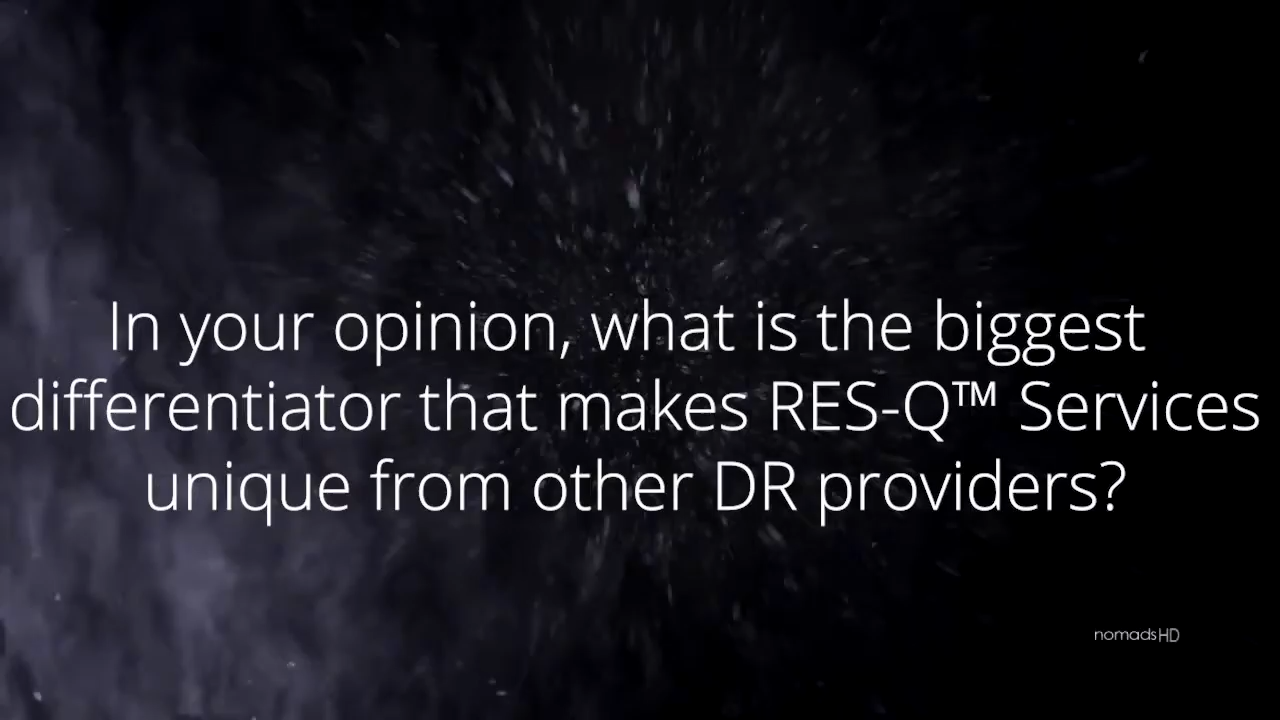 In your opinion, what is the biggest
differentiator that makes RES-Q™ Services
unique from other DR providers?
nomadsHD